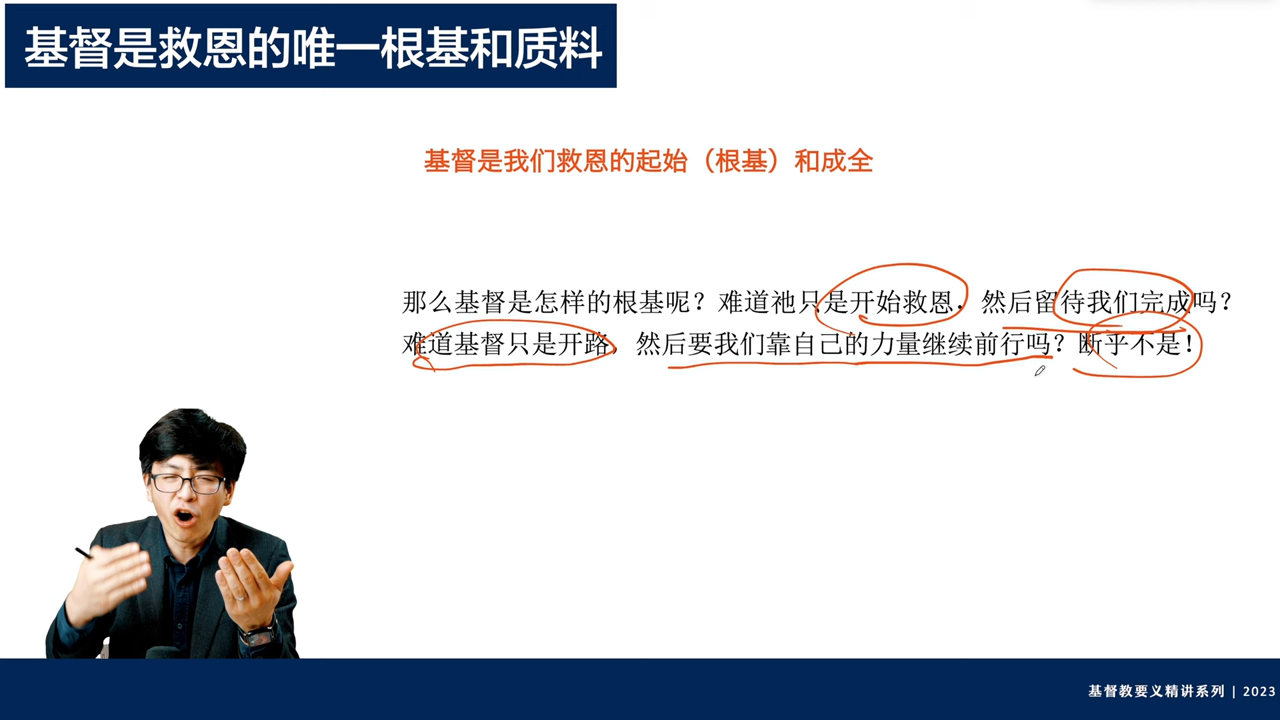 基督是救恩的唯一根基和质料
基督是我们救恩的起始（根基）和成全
那么基督是怎样的根基呢？难道祂只是开始救恩，然后留待我们完成吗？
难道基督只是开路，然后要我们靠自己的力量继续前行吗？断乎不是！
基督教要义精讲系列 | 2023